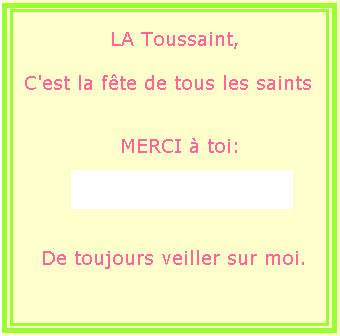 LA Toussaint,
C'est la fête de tous les saints
MERCI à toi:
De toujours veiller sur moi.